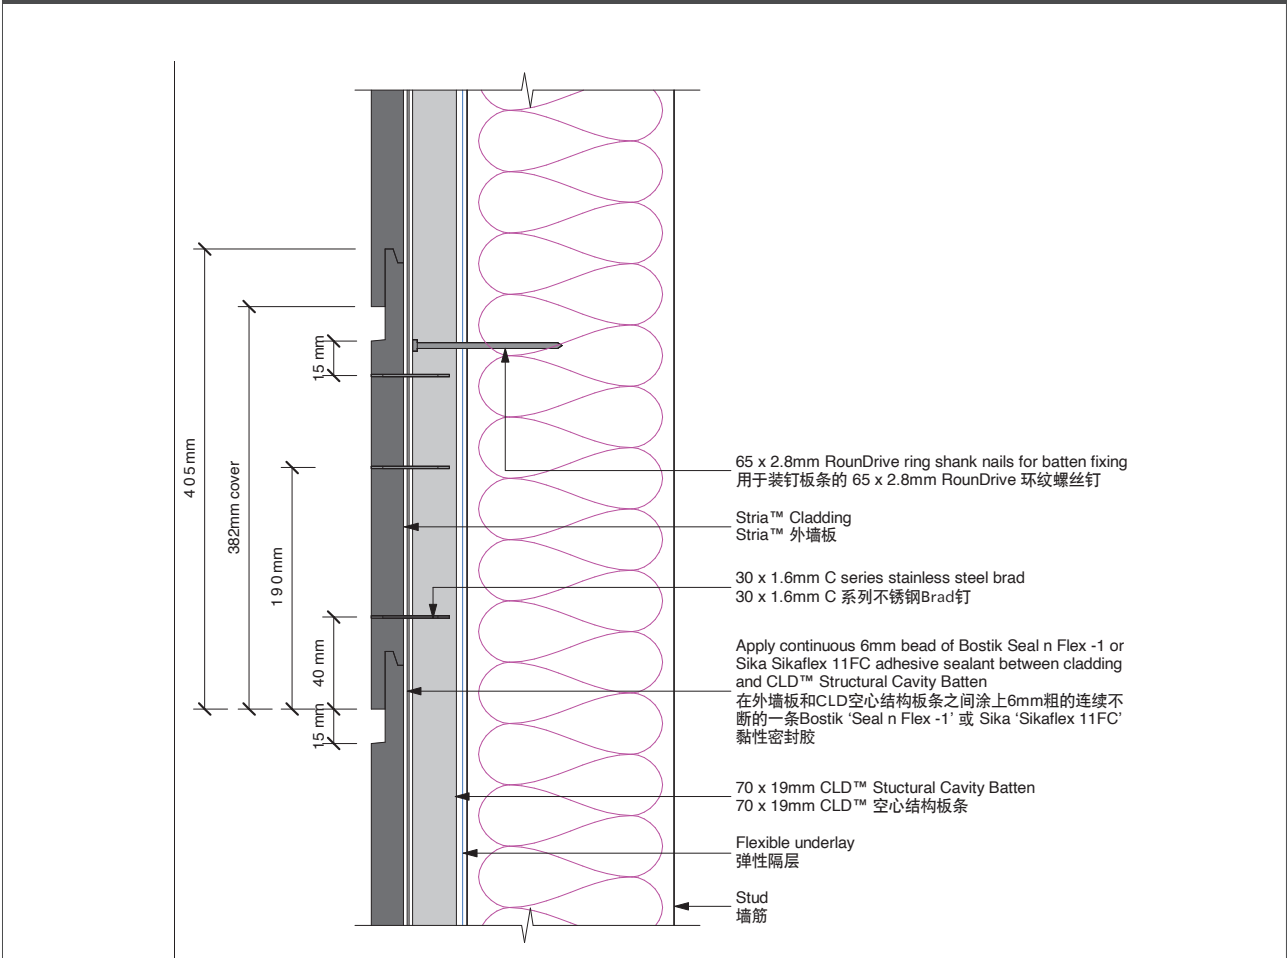 15 mm
405mm
382mm cover
190mm
40 mm
15 mm
65 x 2.8mm RounDrive ring shank nails for batten fixing
用于装钉板条的 65 x 2.8mm RounDrive 环纹螺丝钉
Stria™ Cladding
Stria™ 外墙板
30 x 1.6mm C series stainless steel brad
30 x 1.6mm C 系列不锈钢Brad钉
Apply continuous 6mm bead of Bostik Seal n Flex -1 or
Sika Sikaflex 11FC adhesive sealant between cladding
and CLD™ Structural Cavity Batten
在外墙板和CLD空心结构板条之间涂上6mm粗的连续不
断的一条Bostik ‘Seal n Flex -1’ 或 Sika ‘Sikaflex 11FC’
黏性密封胶
70 x 19mm CLD™ Stuctural Cavity Batten
70 x 19mm CLD™ 空心结构板条
Flexible underlay
弹性隔层
Stud
墙筋